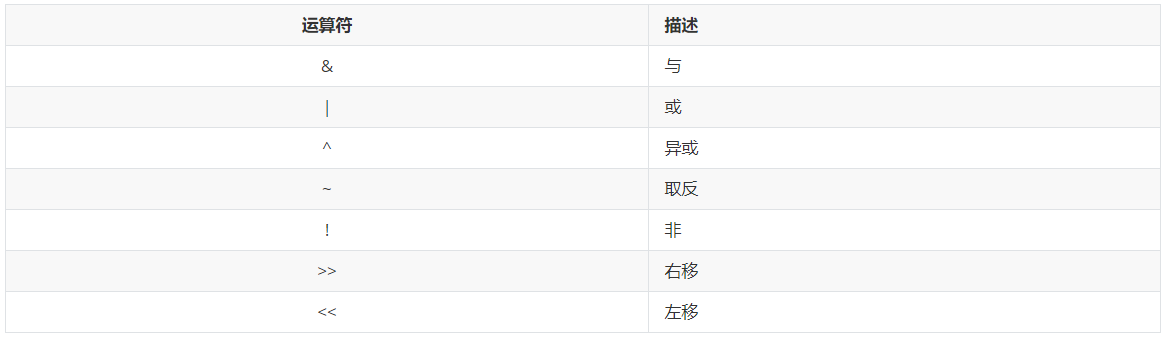 运算符 描述
& 与
| 或
^ 异或
~ 取反
! 非
>> 右移
<< 左移